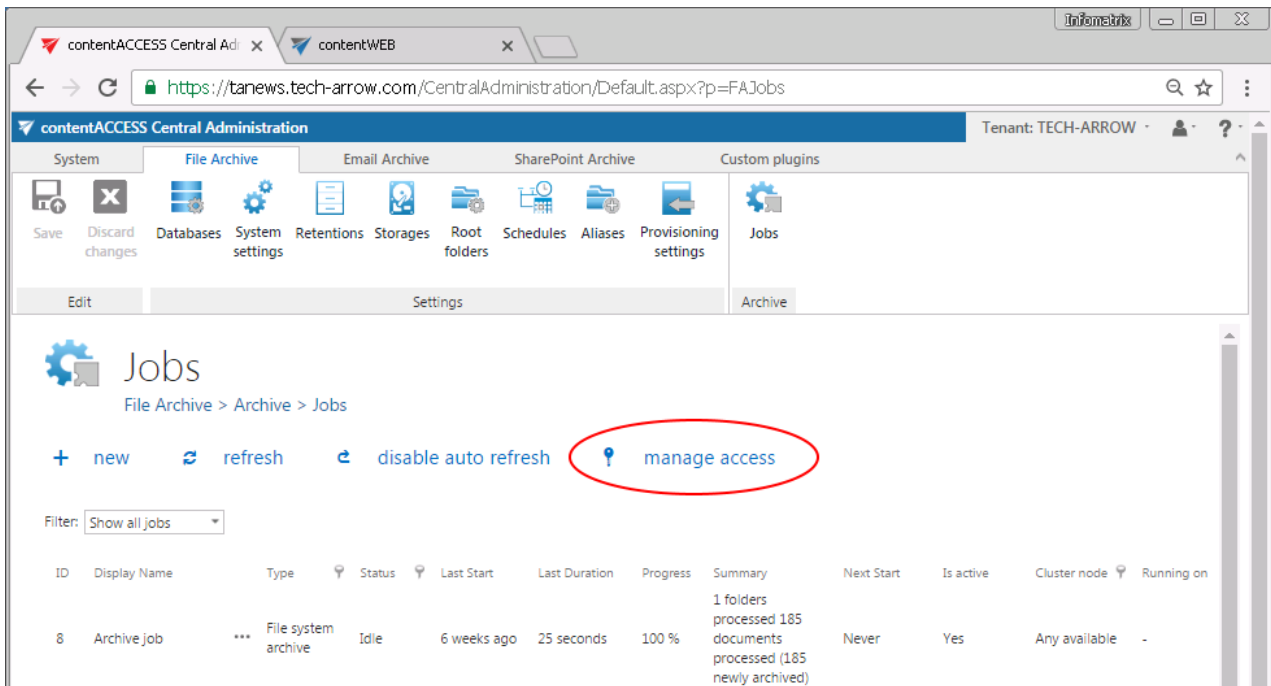 Infometrix
contentACCESS Central Adr
contentWEB
https://tanews.tech-arrow.com/CentralAdministration/Default.aspx?p=FAJobs
contentACCESS Central Administration
Tenant: TECH-ARROW
?
System File Archive Email Archive SharePoint Archive Custom plugins
Save Discard changes Databases System settings Retentions Storages Root folders Schedules Aliases Provisioning settings Jobs
Edit Settings Archive
Jobs
File Archive > Archive > Jobs
+ new refresh disable auto refresh manage access
Filter: Show all jobs
ID Display Name Type Status Last Start Last Duration Progress Summary Next Start Is active Cluster node Running on
8 Archive job ... File system archive Idle 6 weeks ago 25 seconds 100 % 1 folders processed 185 documents processed (185 newly archived) Never Yes Any available -